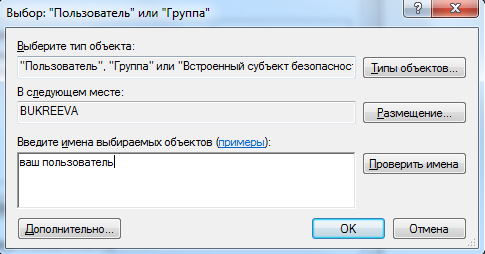 Выбор: "Пользователь" или "Группа"
Выберите тип объекта:
"Пользователь", "Группа" или "Встроенный субъект безопаснос
Типы объектов...
В следующем месте:
BUKREEVA
Размещение...
Введите имена выбираемых объектов (примеры):
ваш пользователь
Проверить имена
Дополнительно...
OK
Отмена